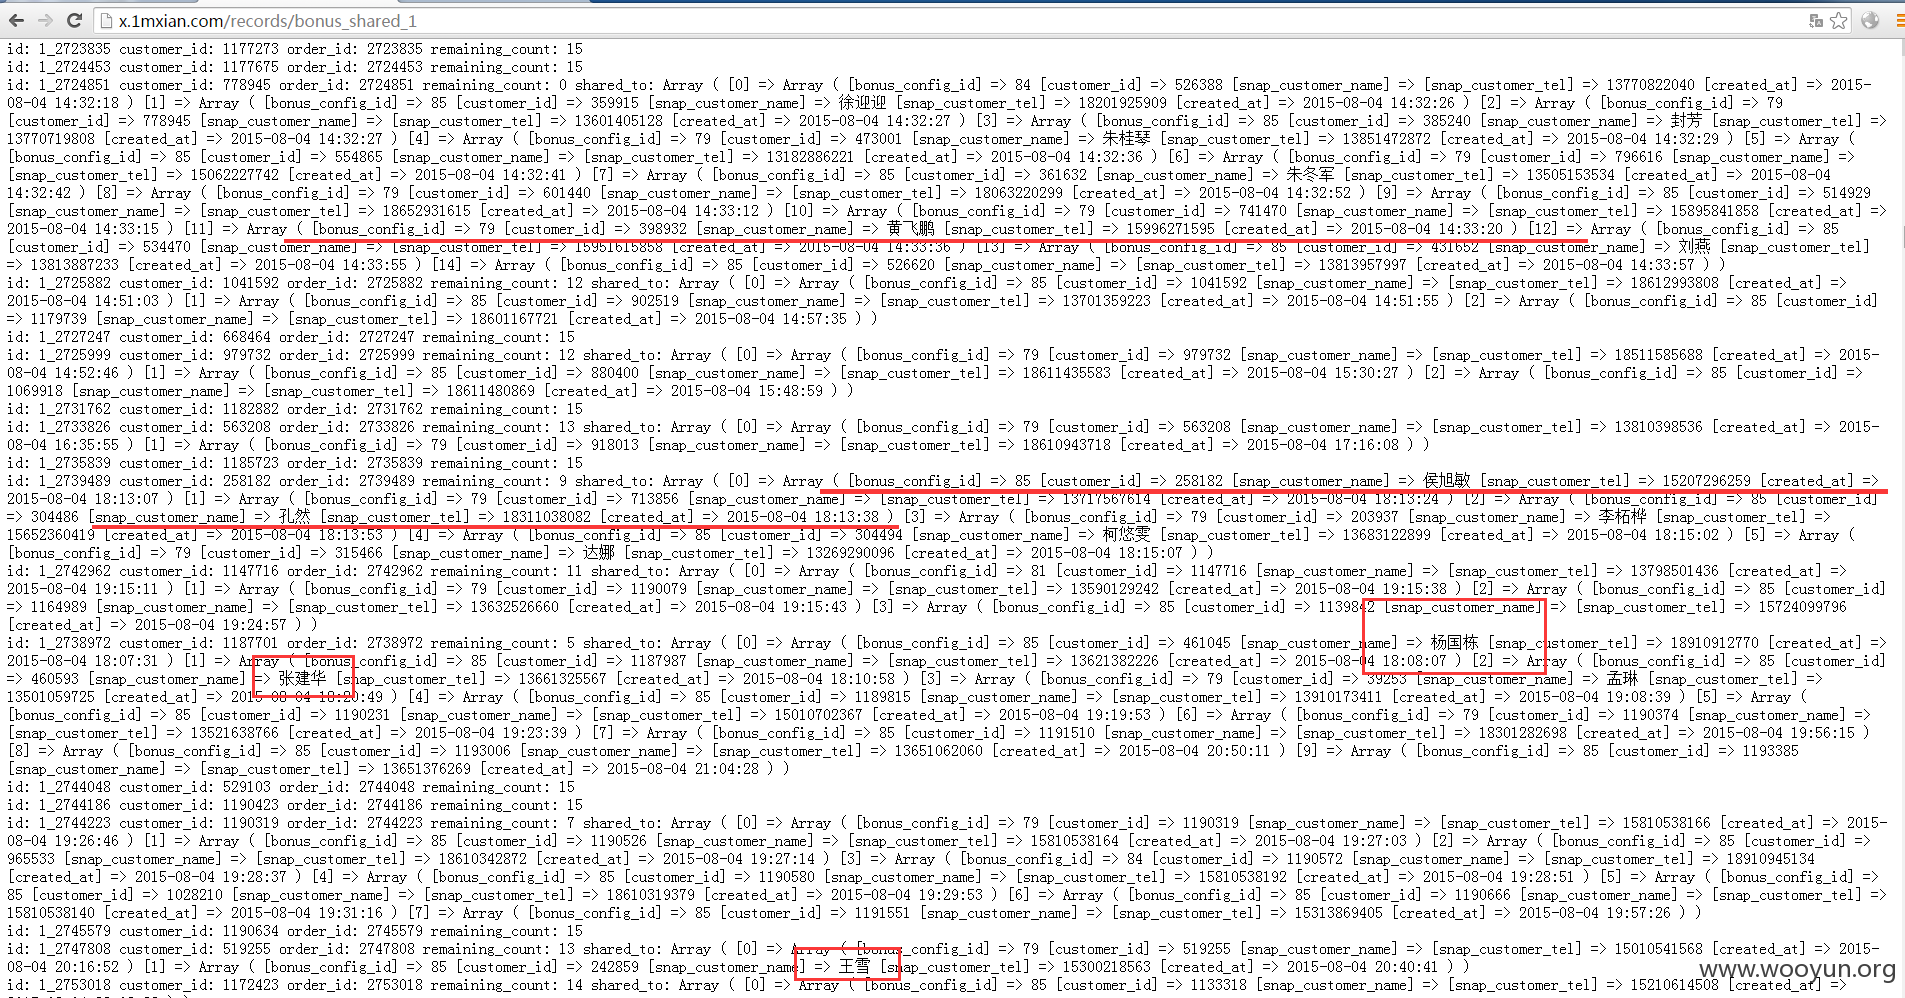 x.1mxian.com/records/bonus_shared_1
id: 1_2723835 customer_id: 1177273 order_id: 2723835 remaining_count: 15
id: 1_2724453 customer_id: 1177675 order_id: 2724453 remaining_count: 15
id: 1_2724851 customer_id: 778945 order_id: 2724851 remaining_count: 0 shared_to: Array ( [0] => Array ( [bonus_config_id] => 84 [customer_id] => 526388 [snap_customer_name] => [snap_customer_tel] => 13770822040 [created_at] => 2015-
08-04 14:32:18 ) [1] => Array ( [bonus_config_id] => 85 [customer_id] => 359915 [snap_customer_name] => 徐迎迎 [snap_customer_tel] => 18201925909 [created_at] => 2015-08-04 14:32:26 ) [2] => Array ( [bonus_config_id] => 79
[customer_id] => 778945 [snap_customer_name] => [snap_customer_tel] => 13601405128 [created_at] => 2015-08-04 14:32:27 ) [3] => Array ( [bonus_config_id] => 85 [customer_id] => 385240 [snap_customer_name] => 封芳 [snap_customer_tel] =>
13770719808 [created_at] => 2015-08-04 14:32:27 ) [4] => Array ( [bonus_config_id] => 79 [customer_id] => 473001 [snap_customer_name] => 朱桂琴 [snap_customer_tel] => 13851472872 [created_at] => 2015-08-04 14:32:29 ) [5] => Array (
[bonus_config_id] => 85 [customer_id] => 554865 [snap_customer_name] => [snap_customer_tel] => 13182886221 [created_at] => 2015-08-04 14:32:36 ) [6] => Array ( [bonus_config_id] => 79 [customer_id] => 796616 [snap_customer_name] =>
[snap_customer_tel] => 15062227742 [created_at] => 2015-08-04 14:32:41 ) [7] => Array ( [bonus_config_id] => 85 [customer_id] => 361632 [snap_customer_name] => 朱冬军 [snap_customer_tel] => 13505153534 [created_at] => 2015-08-04
14:32:42 ) [8] => Array ( [bonus_config_id] => 79 [customer_id] => 601440 [snap_customer_name] => [snap_customer_tel] => 18063220299 [created_at] => 2015-08-04 14:32:52 ) [9] => Array ( [bonus_config_id] => 85 [customer_id] => 514929
[snap_customer_name] => [snap_customer_tel] => 18652931615 [created_at] => 2015-08-04 14:33:12 ) [10] => Array ( [bonus_config_id] => 79 [customer_id] => 741470 [snap_customer_name] => [snap_customer_tel] => 15895841858 [created_at] =>
2015-08-04 14:33:15 ) [11] => Array ( [bonus_config_id] => 79 [customer_id] => 398932 [snap_customer_name] => 黄飞鹏 [snap_customer_tel] => 15996271595 [created_at] => 2015-08-04 14:33:20 ) [12] => Array ( [bonus_config_id] => 85
[customer_id] => 534470 [snap_customer_name] => [snap_customer_tel] => 15951615858 [created_at] => 2015-08-04 14:33:36 ) [13] => Array ( [bonus_config_id] => 85 [customer_id] => 431652 [snap_customer_name] => 刘燕 [snap_customer_tel]
=> 13813887233 [created_at] => 2015-08-04 14:33:55 ) [14] => Array ( [bonus_config_id] => 85 [customer_id] => 526620 [snap_customer_name] => [snap_customer_tel] => 13813957997 [created_at] => 2015-08-04 14:33:57 ) )
id: 1_2725882 customer_id: 1041592 order_id: 2725882 remaining_count: 12 shared_to: Array ( [0] => Array ( [bonus_config_id] => 85 [customer_id] => 1041592 [snap_customer_name] => [snap_customer_tel] => 18612993808 [created_at] =>
2015-08-04 14:51:03 ) [1] => Array ( [bonus_config_id] => 85 [customer_id] => 902519 [snap_customer_name] => [snap_customer_tel] => 13701359223 [created_at] => 2015-08-04 14:51:55 ) [2] => Array ( [bonus_config_id] => 85 [customer_id]
=> 1179739 [snap_customer_name] => [snap_customer_tel] => 18601167721 [created_at] => 2015-08-04 14:57:35 ) )
id: 1_2727247 customer_id: 668464 order_id: 2727247 remaining_count: 15
id: 1_2725999 customer_id: 979732 order_id: 2725999 remaining_count: 12 shared_to: Array ( [0] => Array ( [bonus_config_id] => 79 [customer_id] => 979732 [snap_customer_name] => [snap_customer_tel] => 18511585688 [created_at] => 2015-
08-04 14:52:46 ) [1] => Array ( [bonus_config_id] => 85 [customer_id] => 880400 [snap_customer_name] => [snap_customer_tel] => 18611435583 [created_at] => 2015-08-04 15:30:27 ) [2] => Array ( [bonus_config_id] => 85 [customer_id] =>
1069918 [snap_customer_name] => [snap_customer_tel] => 18611480869 [created_at] => 2015-08-04 15:48:59 ) )
id: 1_2731762 customer_id: 1182882 order_id: 2731762 remaining_count: 15
id: 1_2733826 customer_id: 563208 order_id: 2733826 remaining_count: 13 shared_to: Array ( [0] => Array ( [bonus_config_id] => 79 [customer_id] => 563208 [snap_customer_name] => [snap_customer_tel] => 13810398536 [created_at] => 2015-
08-04 16:35:55 ) [1] => Array ( [bonus_config_id] => 79 [customer_id] => 918013 [snap_customer_name] => [snap_customer_tel] => 18610943718 [created_at] => 2015-08-04 17:16:08 ) )
id: 1_2735839 customer_id: 1185723 order_id: 2735839 remaining_count: 15
id: 1_2739489 customer_id: 258182 order_id: 2739489 remaining_count: 9 shared_to: Array ( [0] => Array ( [bonus_config_id] => 85 [customer_id] => 258182 [snap_customer_name] => 侯旭敏 [snap_customer_tel] => 15207296259 [created_at] =>
2015-08-04 18:13:07 ) [1] => Array ( [bonus_config_id] => 79 [customer_id] => 713856 [snap_customer_name] => [snap_customer_tel] => 13717567614 [created_at] => 2015-08-04 18:13:24 ) [2] => Array ( [bonus_config_id] => 85 [customer_id]
=> 304486 [snap_customer_name] => 孔然 [snap_customer_tel] => 18311038082 [created_at] => 2015-08-04 18:13:38 ) [3] => Array ( [bonus_config_id] => 79 [customer_id] => 203937 [snap_customer_name] => 李柘桦 [snap_customer_tel] =>
15652360419 [created_at] => 2015-08-04 18:13:53 ) [4] => Array ( [bonus_config_id] => 85 [customer_id] => 304494 [snap_customer_name] => 柯悠雯 [snap_customer_tel] => 13683122899 [created_at] => 2015-08-04 18:15:02 ) [5] => Array (
[bonus_config_id] => 79 [customer_id] => 315466 [snap_customer_name] => 达娜 [snap_customer_tel] => 13269290096 [created_at] => 2015-08-04 18:15:07 ) )
id: 1_2742962 customer_id: 1147716 order_id: 2742962 remaining_count: 11 shared_to: Array ( [0] => Array ( [bonus_config_id] => 81 [customer_id] => 1147716 [snap_customer_name] => [snap_customer_tel] => 13798501436 [created_at] =>
2015-08-04 19:15:11 ) [1] => Array ( [bonus_config_id] => 79 [customer_id] => 1190079 [snap_customer_name] => [snap_customer_tel] => 13590129242 [created_at] => 2015-08-04 19:15:38 ) [2] => Array ( [bonus_config_id] => 85 [customer_id]
=> 1164989 [snap_customer_name] => [snap_customer_tel] => 13632526660 [created_at] => 2015-08-04 19:15:43 ) [3] => Array ( [bonus_config_id] => 85 [customer_id] => 1139842 [snap_customer_name] => [snap_customer_tel] => 15724099796
[created_at] => 2015-08-04 19:24:57 ) )
id: 1_2738972 customer_id: 1187701 order_id: 2738972 remaining_count: 5 shared_to: Array ( [0] => Array ( [bonus_config_id] => 85 [customer_id] => 461045 [snap_customer_name] => 杨国栋 [snap_customer_tel] => 18910912770 [created_at] =>
2015-08-04 18:07:31 ) [1] => Array ( [bonus_config_id] => 85 [customer_id] => 1187987 [snap_customer_name] => [snap_customer_tel] => 13621382226 [created_at] => 2015-08-04 18:08:07 ) [2] => Array ( [bonus_config_id] => 85 [customer_id]
=> 460593 [snap_customer_name] => 张建华 [snap_customer_tel] => 13661325567 [created_at] => 2015-08-04 18:10:58 ) [3] => Array ( [bonus_config_id] => 79 [customer_id] => 39253 [snap_customer_name] => 孟琳 [snap_customer_tel] =>
13501059725 [created_at] => 2015-08-04 18:20:49 ) [4] => Array ( [bonus_config_id] => 85 [customer_id] => 1189815 [snap_customer_name] => [snap_customer_tel] => 13910173411 [created_at] => 2015-08-04 19:08:39 ) [5] => Array (
[bonus_config_id] => 85 [customer_id] => 1190231 [snap_customer_name] => [snap_customer_tel] => 15010702367 [created_at] => 2015-08-04 19:19:53 ) [6] => Array ( [bonus_config_id] => 79 [customer_id] => 1190374 [snap_customer_name] =>
[snap_customer_tel] => 13521638766 [created_at] => 2015-08-04 19:23:39 ) [7] => Array ( [bonus_config_id] => 85 [customer_id] => 1191510 [snap_customer_name] => [snap_customer_tel] => 18301282698 [created_at] => 2015-08-04 19:56:15 )
[8] => Array ( [bonus_config_id] => 85 [customer_id] => 1193006 [snap_customer_name] => [snap_customer_tel] => 13651062060 [created_at] => 2015-08-04 20:50:11 ) [9] => Array ( [bonus_config_id] => 85 [customer_id] => 1193385
[snap_customer_name] => [snap_customer_tel] => 13651376269 [created_at] => 2015-08-04 21:04:28 ) )
id: 1_2744048 customer_id: 529103 order_id: 2744048 remaining_count: 15
id: 1_2744186 customer_id: 1190423 order_id: 2744186 remaining_count: 15
id: 1_2744223 customer_id: 1190319 order_id: 2744223 remaining_count: 7 shared_to: Array ( [0] => Array ( [bonus_config_id] => 79 [customer_id] => 1190319 [snap_customer_name] => [snap_customer_tel] => 15810538166 [created_at] => 2015-
08-04 19:26:46 ) [1] => Array ( [bonus_config_id] => 85 [customer_id] => 1190526 [snap_customer_name] => [snap_customer_tel] => 15810538164 [created_at] => 2015-08-04 19:27:03 ) [2] => Array ( [bonus_config_id] => 85 [customer_id] =>
965533 [snap_customer_name] => [snap_customer_tel] => 18610342872 [created_at] => 2015-08-04 19:27:14 ) [3] => Array ( [bonus_config_id] => 84 [customer_id] => 1190572 [snap_customer_name] => [snap_customer_tel] => 18910945134
[created_at] => 2015-08-04 19:28:37 ) [4] => Array ( [bonus_config_id] => 85 [customer_id] => 1190580 [snap_customer_name] => [snap_customer_tel] => 15810538192 [created_at] => 2015-08-04 19:28:51 ) [5] => Array ( [bonus_config_id] =>
85 [customer_id] => 1028210 [snap_customer_name] => [snap_customer_tel] => 18610319379 [created_at] => 2015-08-04 19:29:53 ) [6] => Array ( [bonus_config_id] => 85 [customer_id] => 1190666 [snap_customer_name] => [snap_customer_tel] =>
15810538140 [created_at] => 2015-08-04 19:31:16 ) [7] => Array ( [bonus_config_id] => 85 [customer_id] => 1191551 [snap_customer_name] => [snap_customer_tel] => 15313869405 [created_at] => 2015-08-04 19:57:26 ) )
id: 1_2745579 customer_id: 1190634 order_id: 2745579 remaining_count: 15
id: 1_2747808 customer_id: 519255 order_id: 2747808 remaining_count: 13 shared_to: Array ( [0] => Array ( [bonus_config_id] => 79 [customer_id] => 519255 [snap_customer_name] => [snap_customer_tel] => 15010541568 [created_at] => 2015-
08-04 20:16:52 ) [1] => Array ( [bonus_config_id] => 85 [customer_id] => 242859 [snap_customer_name] => 王雪 [snap_customer_tel] => 15300218563 [created_at] => 2015-08-04 20:40:41 ) )
www.wooyun.org
id: 1_2753018 customer_id: 1172423 order_id: 2753018 remaining_count: 14 shared_to: Array ( [0] => Array ( [bonus_config_id] => 85 [customer_id] => 1133318 [snap_customer_name] => [snap_customer_tel] => 15210614508 [created_at] =>